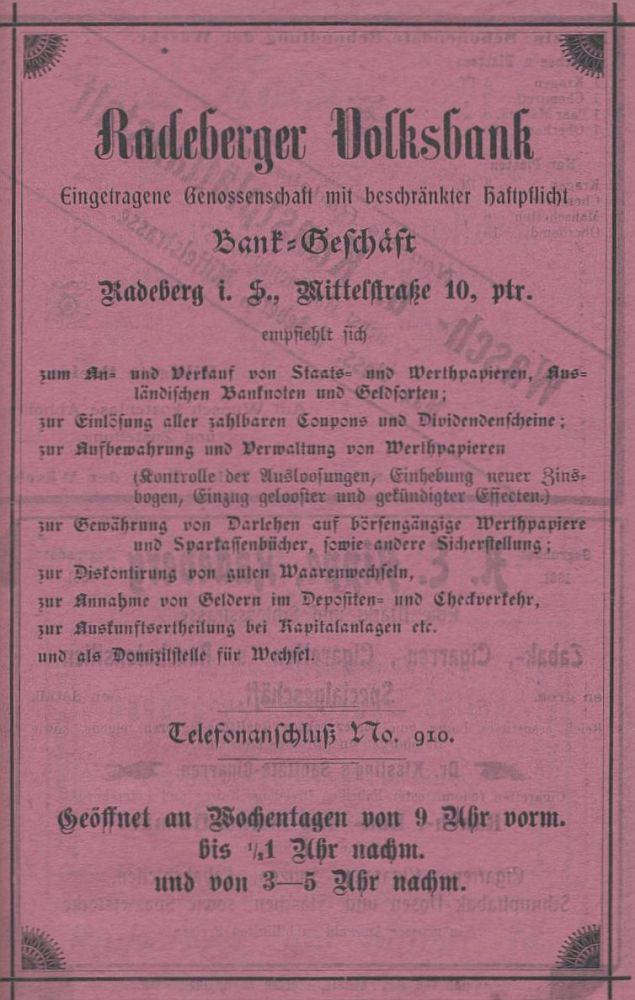 Radeberger Volksbank
Eingetragene Genossenschaft mit beschränkter Haftpflicht
Bank-Geschäft
Radeberg i. S., Mittelstraße 10, ptr.
empfiehlt sich
zum An- und Verkauf von Staats- und Werthpapieren, Aus-
ländischen Banknoten und Geldsorten;
zur Einlösung aller zahlbaren Coupons und Dividendenscheine;
zur Aufbewahrung und Verwaltung von Werthpapieren
(Kontrolle der Ausloosungen, Einhebung neuer Zins-
bogen, Einzug gelooster und gekündigter Effecten.)
zur Gewährung von Darlehen auf börsengängige Werthpapiere
und Sparkassenbücher, sowie andere Sicherstellung;
zur Diskontirung von guten Waarenwechseln,
zur Annahme von Geldern im Depositen- und Checkverkehr,
zur Auskunftsertheilung bei Kapitalanlagen etc.
und als Domizilstelle für Wechsel.
Telefonanschluß No. 910.
Geöffnet an Wochentagen von 9 Uhr vorm.
bis ½1 Uhr nachm.
und von 3—5 Uhr nachm.